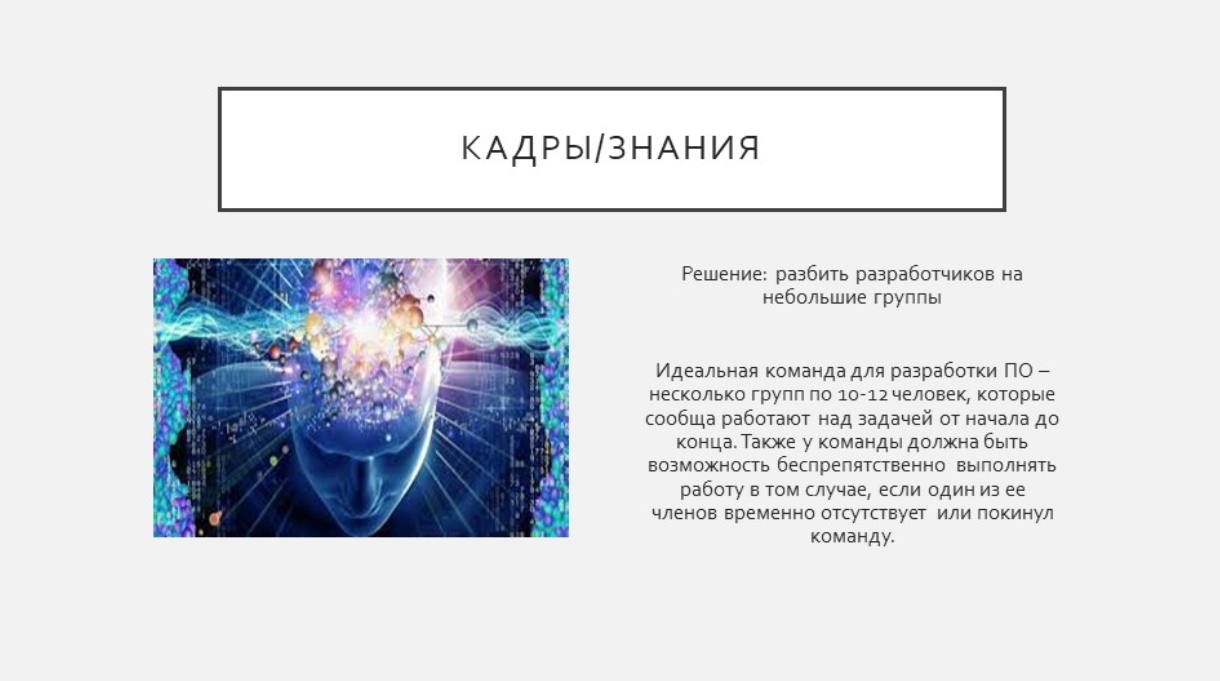 КАДРЫ/ЗНАНИЯ
Решение: разбить разработчиков на
небольшие группы
Идеальная команда для разработки ПО –
несколько групп по 10-12 человек, которые
сообща работают над задачей от начала до
конца. Также у команды должна быть
возможность беспрепятственно выполнять
работу в том случае, если один из ее
членов временно отсутствует или покинул
команду.